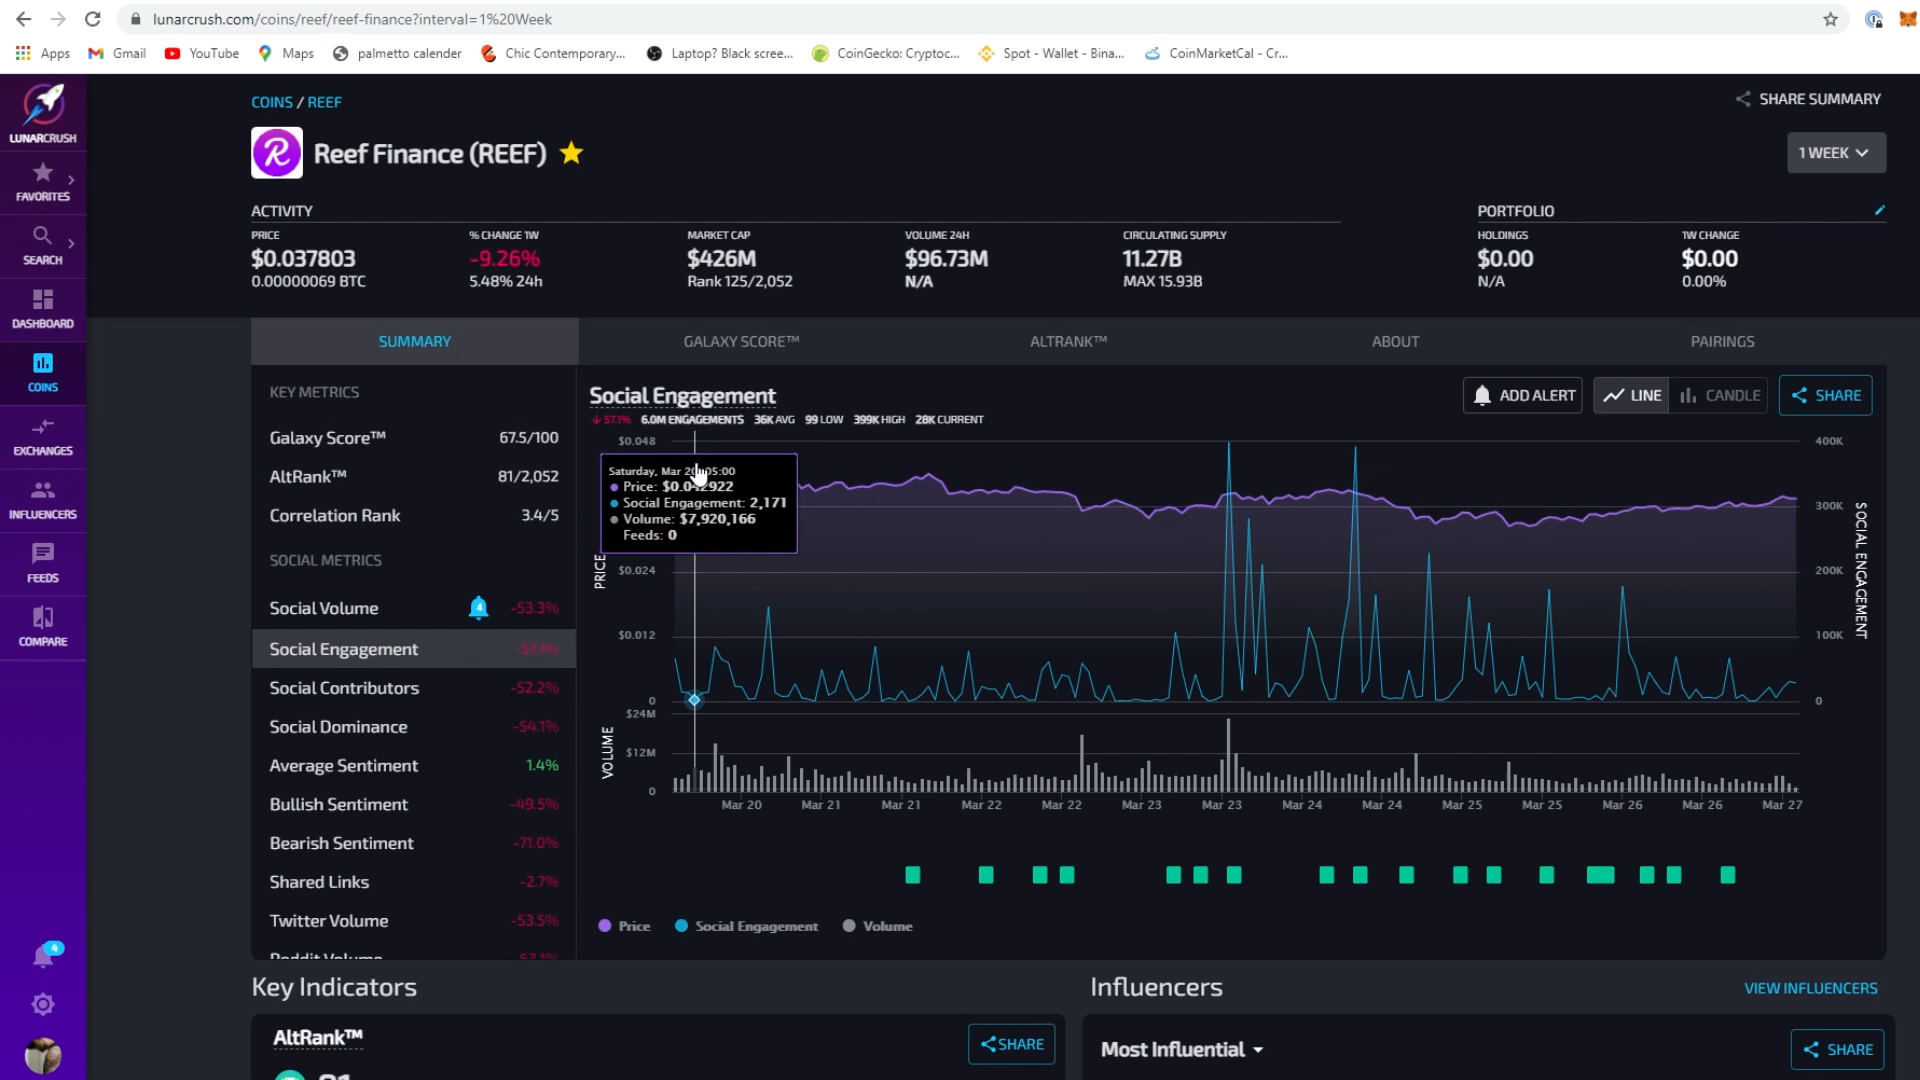 lunarcrush.com/coins/reef/reef-finance?interval=1%20Week
Apps
Gmail
YouTube
Maps
palmetto calender
Chic Contemporary...
Laptop? Black scree...
CoinGecko: Cryptoc...
Spot - Wallet - Bina...
CoinMarketCal - Cr...
LUNARCRUSH
FAVORITES
SEARCH
DASHBOARD
COINS
EXCHANGES
INFLUENCERS
FEEDS
COMPARE
4
COINS / REEF
SHARE SUMMARY
Reef Finance (REEF)
1 WEEK
ACTIVITY
PRICE
$0.037803
0.00000069 BTC
% CHANGE 1W
-9.26%
5.48% 24h
MARKET CAP
$426M
Rank 125/2,052
VOLUME 24H
$96.73M
N/A
CIRCULATING SUPPLY
11.27B
MAX 15.93B
PORTFOLIO
HOLDINGS
$0.00
N/A
1W CHANGE
$0.00
0.00%
SUMMARY
GALAXY SCORE™
ALTRANK™
ABOUT
PAIRINGS
KEY METRICS
Galaxy Score™ 67.5/100
AltRank™ 81/2,052
Correlation Rank 3.4/5
SOCIAL METRICS
Social Volume 4 -53.3%
Social Engagement -57.1%
Social Contributors -52.2%
Social Dominance -54.1%
Average Sentiment 1.4%
Bullish Sentiment -49.5%
Bearish Sentiment -71.0%
Shared Links -2.7%
Twitter Volume -53.5%
Social Engagement
57.1% 6.0M ENGAGEMENTS 36K AVG 99 LOW 399K HIGH 28K CURRENT
ADD ALERT
LINE
CANDLE
SHARE
$0.048
$0.024
$0.012
0
PRICE
400K
300K
200K
100K
0
SOCIAL ENGAGEMENT
Price:
Social Engagement: 2,171
Volume: $7,920,166
Feeds: 0
$24M
$12M
0
VOLUME
Mar 20 Mar 21 Mar 21 Mar 22 Mar 22 Mar 23 Mar 23 Mar 24 Mar 24 Mar 25 Mar 25 Mar 26 Mar 26 Mar 27
Price
Social Engagement
Volume
Key Indicators
AltRank™
SHARE
Influencers
VIEW INFLUENCERS
Most Influential
SHARE